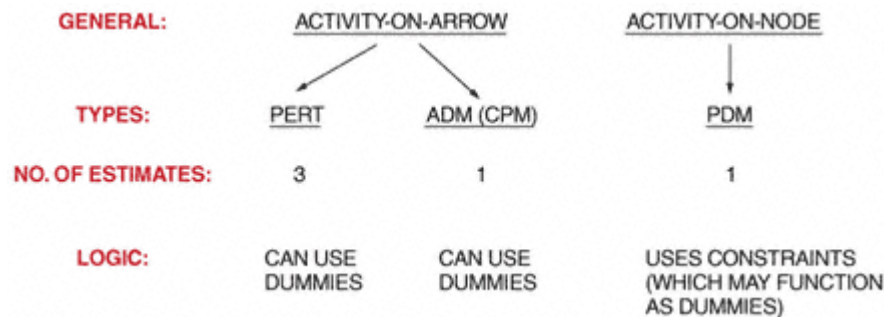 GENERAL: ACTIVITY-ON-ARROW ACTIVITY-ON-NODE
TYPES: PERT ADM (CPM) PDM
NO. OF ESTIMATES: 3 1 1
LOGIC: CAN USE CAN USE USES CONSTRAINTS
DUMMIES DUMMIES (WHICH MAY FUNCTION
AS DUMMIES)